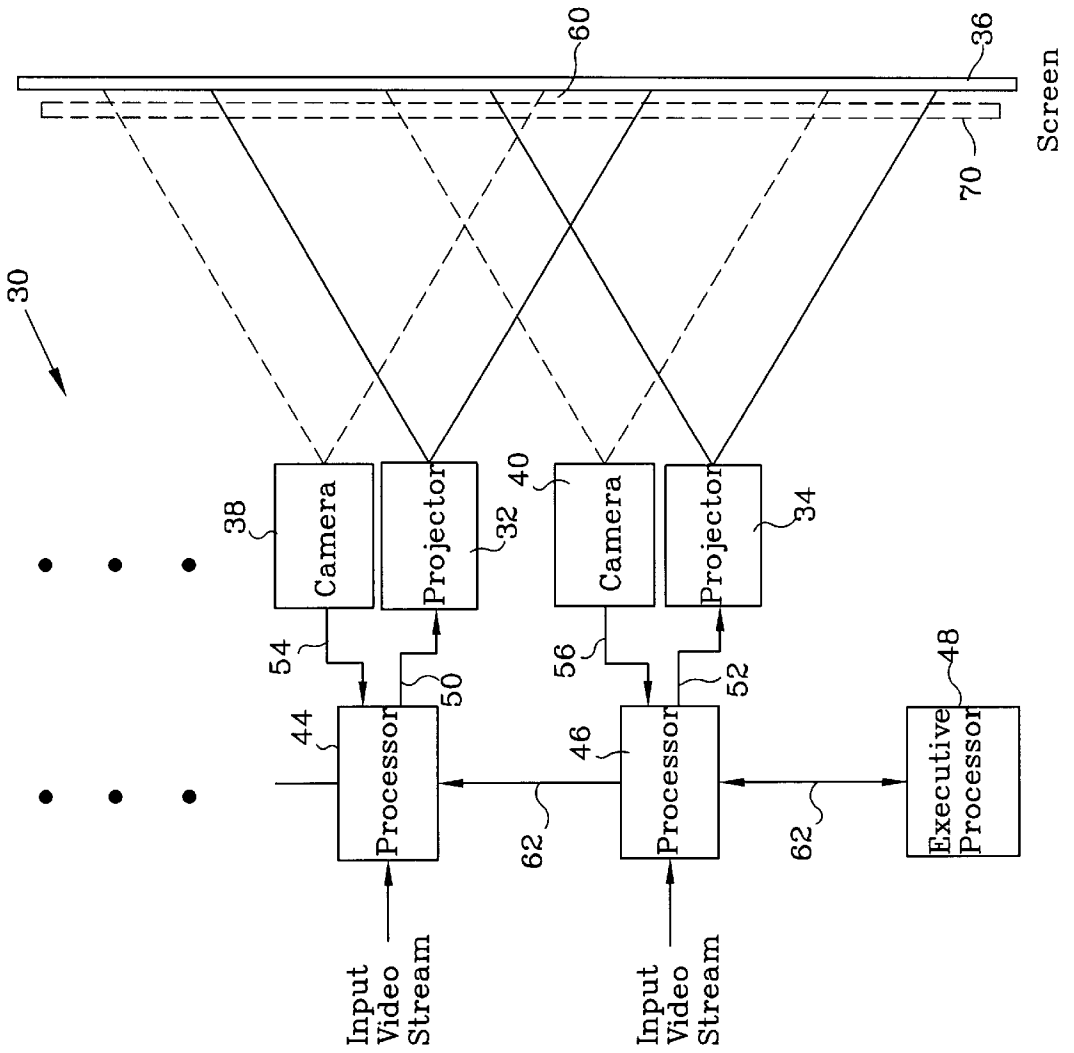 30
60
36
70
Screen
38
Camera
Projector
32
40
Camera
Projector
34
54
50
56
52
44
Processor
46
Processor
62
62
48
Executive
Processor
Input
Video
Stream
Input
Video
Stream